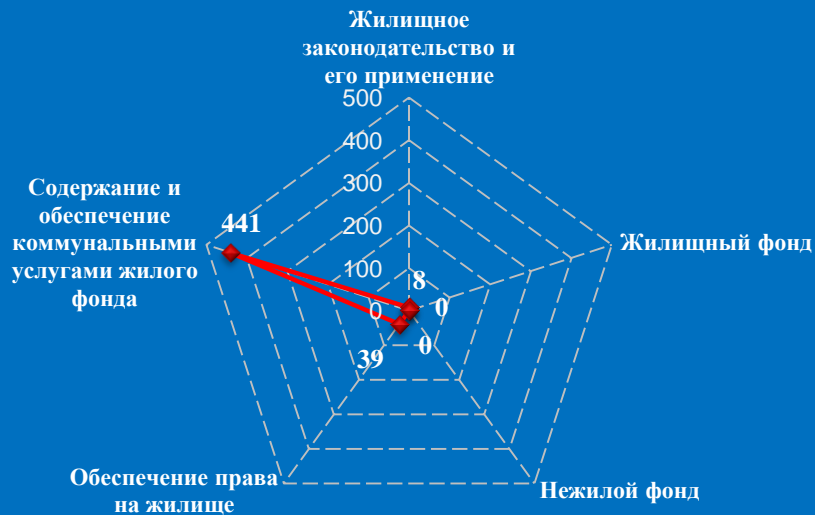 Жилищное
законодательство и
его применение
500
400
300
200
100
0
8
0
0
39
441
Содержание и
обеспечение
коммунальными
услугами жилого
фонда
Жилищный фонд
Обеспечение права
на жилище
Нежилой фонд